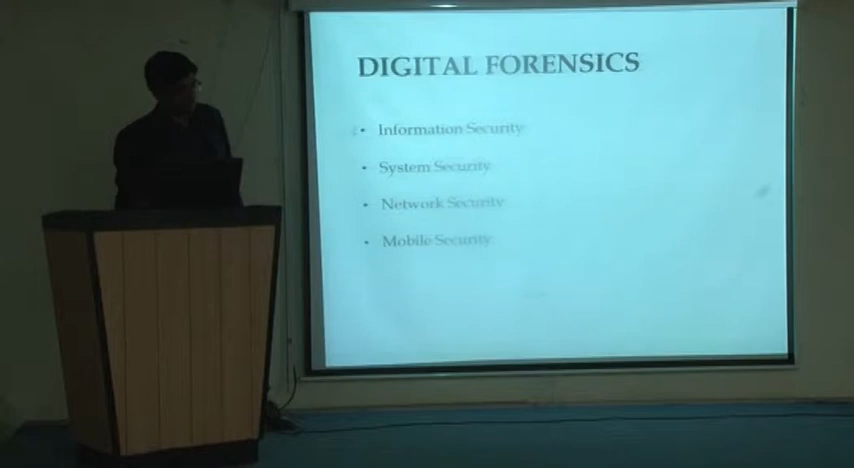 DIGITAL FORENSICS
• Information Security
• System Security
• Network Security
• Mobile Security